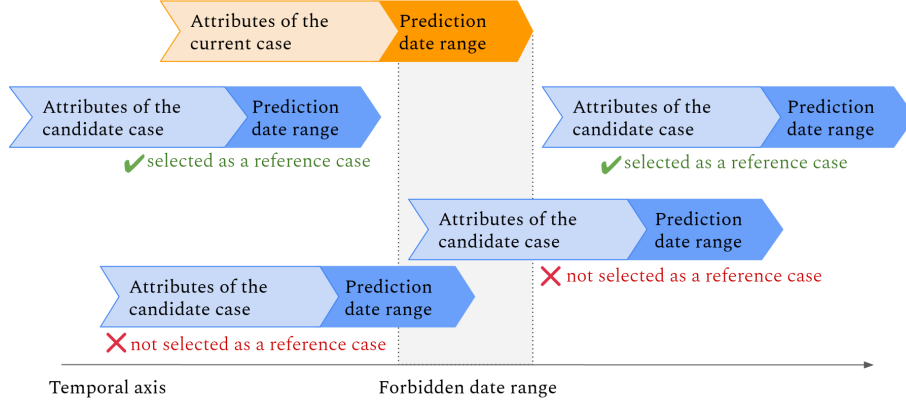 Attributes of the
current case
Prediction
date range
Attributes of the
candidate case
Prediction
date range
selected as a reference case
Attributes of the
candidate case
Prediction
date range
selected as a reference case
Attributes of the
candidate case
Prediction
date range
not selected as a reference case
Attributes of the
candidate case
Prediction
date range
not selected as a reference case
Temporal axis
Forbidden date range